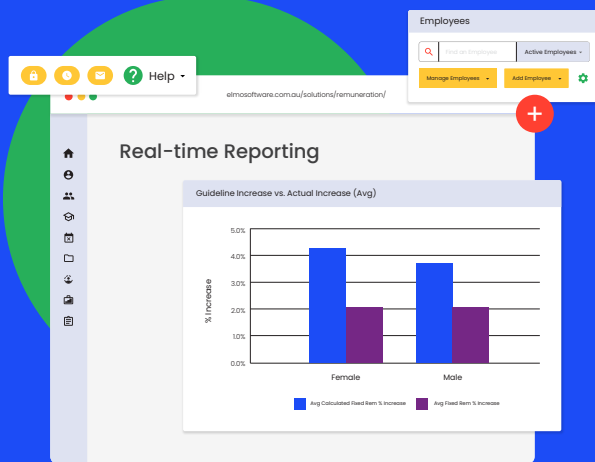 Employees
Find an Employee
Active Employees
Manage Employees
Add Employee
Help
elmosoftware.com.au/solutions/remuneration/
Real-time Reporting
Guideline Increase vs. Actual Increase (Avg)
% Increase
5.0%
4.0%
3.0%
2.0%
1.0%
0.0%
Female
Male
Avg Calculated Fixed Rem % Increase
Avg Fixed Rem % Increase